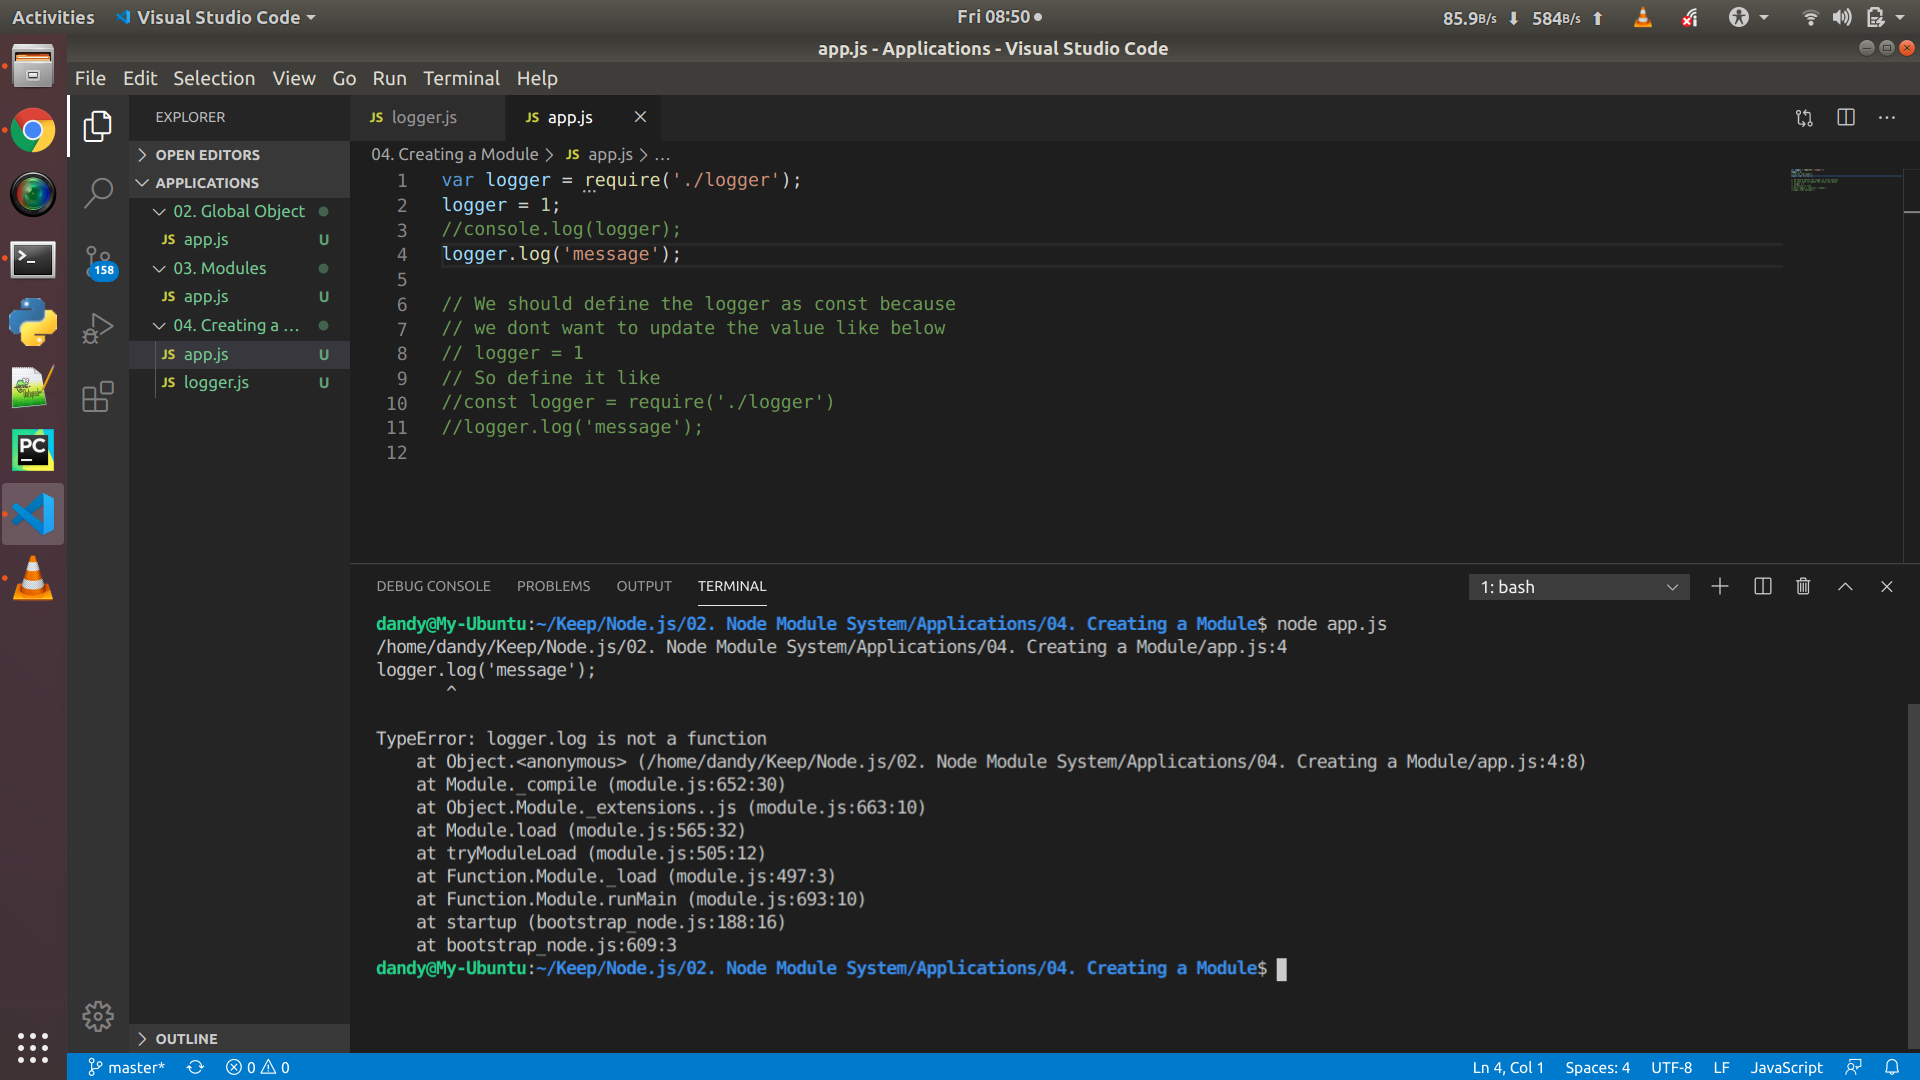 Activities
Visual Studio Code
Fri 08:50
85.9B/s
584B/s
app.js - Applications - Visual Studio Code
File Edit Selection View Go Run Terminal Help
EXPLORER
OPEN EDITORS
APPLICATIONS
02. Global Object
JS app.js U
03. Modules
JS app.js U
04. Creating a ...
JS app.js U
JS logger.js U
158
OUTLINE
PC
JS logger.js
JS app.js
04. Creating a Module > JS app.js > ...
1 var logger = require('./logger');
2 logger = 1;
3 //console.log(logger);
4 logger.log('message');
5
6 // We should define the logger as const because
7 // we dont want to update the value like below
8 // logger = 1
9 // So define it like
10 //const logger = require('./logger')
11 //logger.log('message');
12
DEBUG CONSOLE PROBLEMS OUTPUT TERMINAL
1: bash
dandy@My-Ubuntu:~/Keep/Node.js/02. Node Module System/Applications/04. Creating a Module$ node app.js
/home/dandy/Keep/Node.js/02. Node Module System/Applications/04. Creating a Module/app.js:4
logger.log('message');
^
TypeError: logger.log is not a function
at Object.<anonymous> (/home/dandy/Keep/Node.js/02. Node Module System/Applications/04. Creating a Module/app.js:4:8)
at Module._compile (module.js:652:30)
at Object.Module._extensions..js (module.js:663:10)
at Module.load (module.js:565:32)
at tryModuleLoad (module.js:505:12)
at Function.Module._load (module.js:497:3)
at Function.Module.runMain (module.js:693:10)
at startup (bootstrap_node.js:188:16)
at bootstrap_node.js:609:3
dandy@My-Ubuntu:~/Keep/Node.js/02. Node Module System/Applications/04. Creating a Module$
master* 0 0
Ln 4, Col 1 Spaces: 4 UTF-8 LF JavaScript